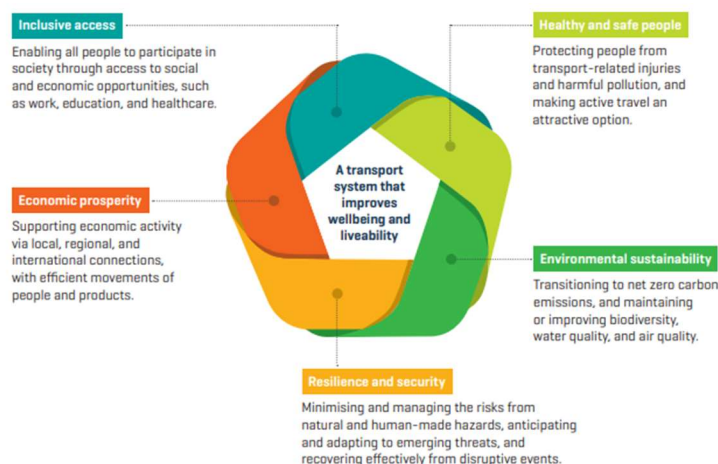 Inclusive access
Enabling all people to participate in
society through access to social
and economic opportunities, such
as work, education, and healthcare.
Healthy and safe people
Protecting people from
transport-related injuries
and harmful pollution, and
making active travel an
attractive option.
A transport
system that
improves
wellbeing and
liveability
Economic prosperity
Supporting economic activity
via local, regional, and
international connections,
with efficient movements of
people and products.
Environmental sustainability
Transitioning to net zero carbon
emissions, and maintaining
or improving biodiversity,
water quality, and air quality.
Resilience and security
Minimising and managing the risks from
natural and human-made hazards, anticipating
and adapting to emerging threats, and
recovering effectively from disruptive events.